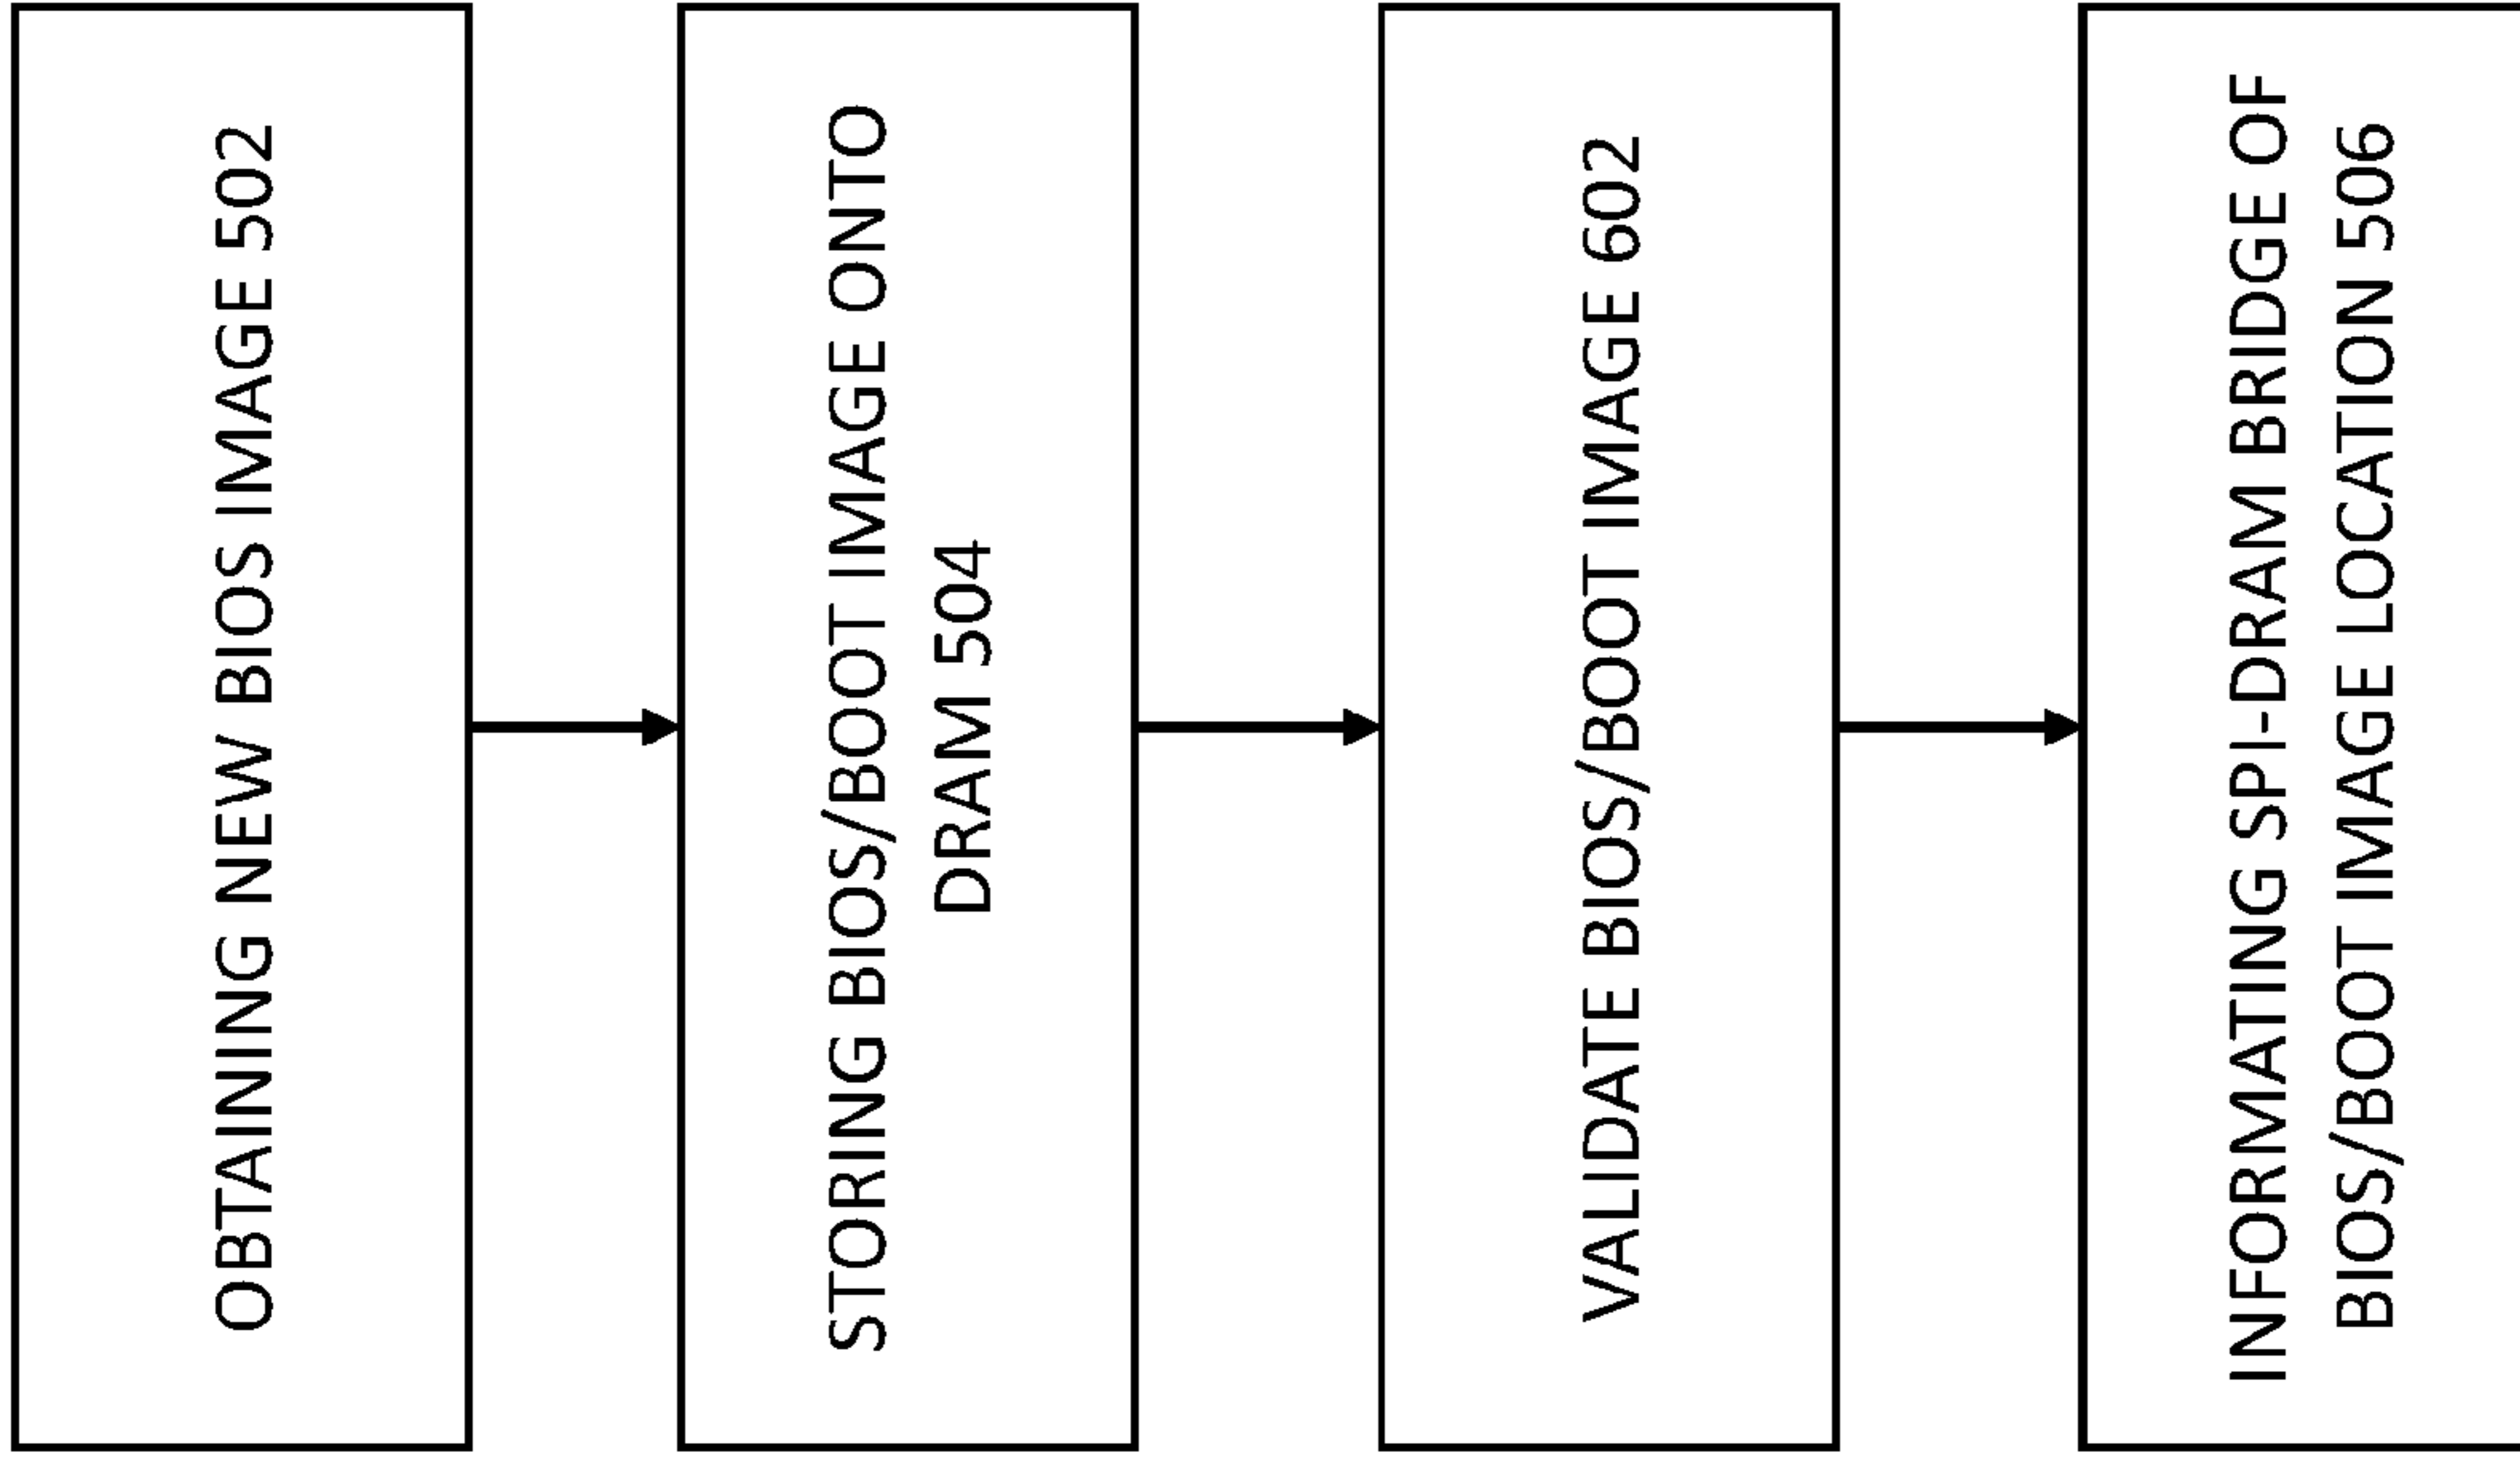 OBTAINING NEW BIOS IMAGE 502
STORING BIOS/BOOT IMAGE ONTO
DRAM 504
VALIDATE BIOS/BOOT IMAGE 602
INFORMATING SPI-DRAM BRIDGE OF
BIOS/BOOT IMAGE LOCATION 506